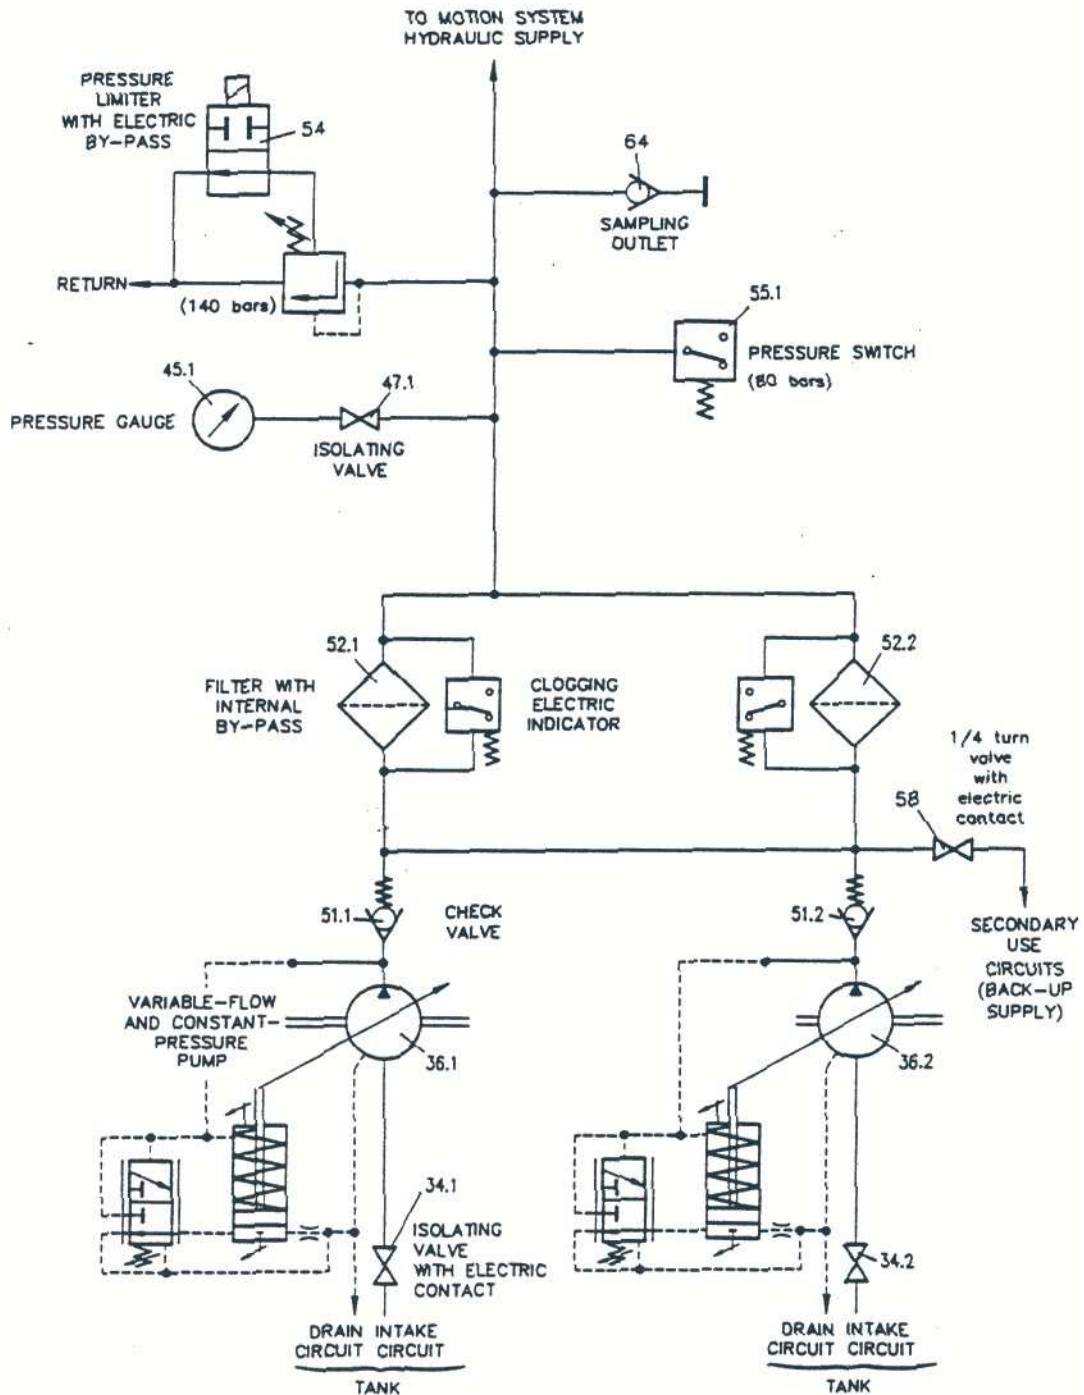 TO MOTION SYSTEM
HYDRAULIC SUPPLY
PRESSURE
LIMITER
WITH ELECTRIC
BY-PASS
54
64
SAMPLING
OUTLET
RETURN
(140 bars)
55.1
PRESSURE SWITCH
(80 bars)
45.1
47.1
PRESSURE GAUGE
ISOLATING
VALVE
52.1
52.2
FILTER WITH
INTERNAL
BY-PASS
CLOGGING
ELECTRIC
INDICATOR
1/4 turn
valve
with
electric
contact
58
51.1
CHECK
VALVE
51.2
SECONDARY
USE
CIRCUITS
(BACK-UP
SUPPLY)
VARIABLE-FLOW
AND CONSTANT-
PRESSURE
PUMP
36.1
36.2
34.1
ISOLATING
VALVE
WITH ELECTRIC
CONTACT
34.2
DRAIN INTAKE
CIRCUIT CIRCUIT
TANK
DRAIN INTAKE
CIRCUIT CIRCUIT
TANK